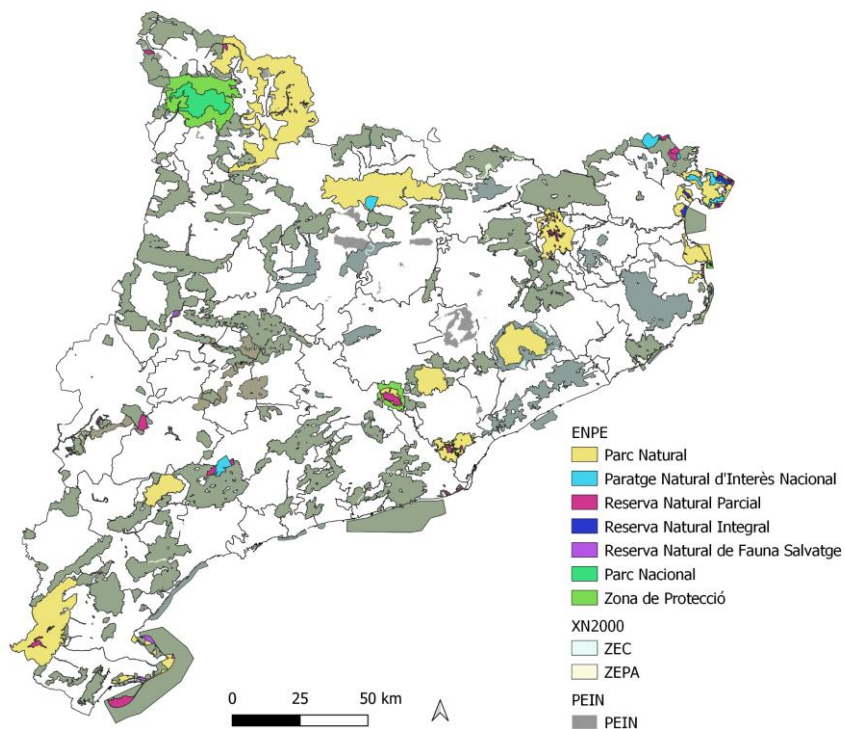 ENPE
Parc Natural
Paratge Natural d'Interès Nacional
Reserva Natural Parcial
Reserva Natural Integral
Reserva Natural de Fauna Salvatge
Parc Nacional
Zona de Protecció
XN2000
ZEC
ZEPA
PEIN
PEIN
0 25 50 km